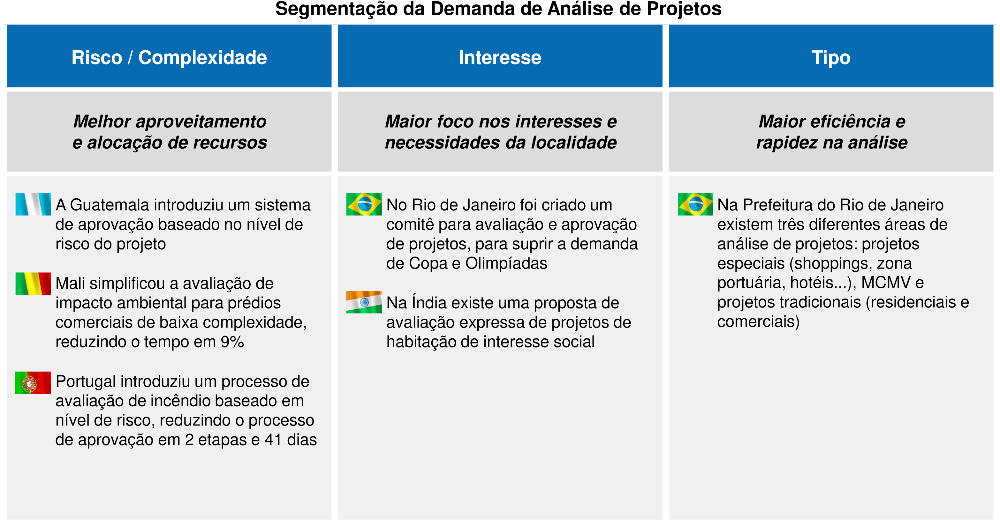 Segmentação da Demanda de Análise de Projetos
Risco / Complexidade
Melhor aproveitamento
e alocação de recursos
A Guatemala introduziu um sistema
de aprovação baseado no nível de
risco do projeto
Mali simplificou a avaliação de
impacto ambiental para prédios
comerciais de baixa complexidade,
reduzindo o tempo em 9%
Portugal introduziu um processo de
avaliação de incêndio baseado em
nível de risco, reduzindo o processo
de aprovação em 2 etapas e 41 dias
Interesse
Maior foco nos interesses e
necessidades da localidade
No Rio de Janeiro foi criado um
comitê para avaliação e aprovação
de projetos, para suprir a demanda
de Copa e Olimpíadas
Na Índia existe uma proposta de
avaliação expressa de projetos de
habitação de interesse social
Tipo
Maior eficiência e
rapidez na análise
Na Prefeitura do Rio de Janeiro
existem três diferentes áreas de
análise de projetos: projetos
especiais (shoppings, zona
portuária, hotéis...), MCMV e
projetos tradicionais (residenciais e
comerciais)